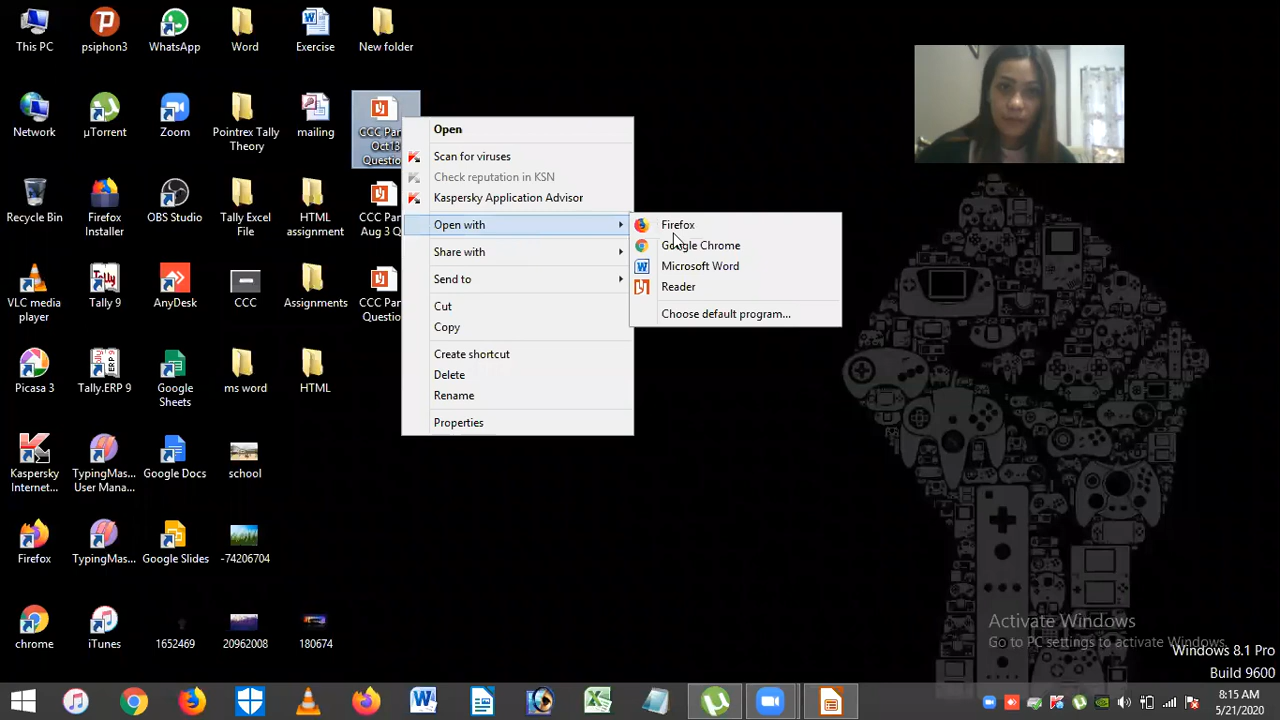 This PC
psiphon3
WhatsApp
Word
Exercise
New folder
Network
µTorrent
Zoom
Pointrex Tally
Theory
mailing
CCC
Oct13
Recycle Bin
Firefox
Installer
OBS Studio
Tally Excel
File
HTML
assignment
CCC
Aug 3
VLC media
player
Tally 9
AnyDesk
CCC
Assignments
CCC
Picasa 3
Tally.ERP 9
Google
Sheets
ms word
HTML
Kaspersky
Internet...
TypingMas...
User Mana...
Google Docs
school
Firefox
TypingMas...
Google Slides
-74206704
chrome
iTunes
1652469
20962008
180674
Open
Scan for viruses
Check reputation in KSN
Kaspersky Application Advisor
Open with
Share with
Send to
Cut
Copy
Create shortcut
Delete
Rename
Properties
Firefox
Google Chrome
Microsoft Word
Reader
Choose default program...
Activate Windows
Go to PC settings to activate Windows.
Windows 8.1 Pro
Build 9600
8:15 AM
5/21/2020